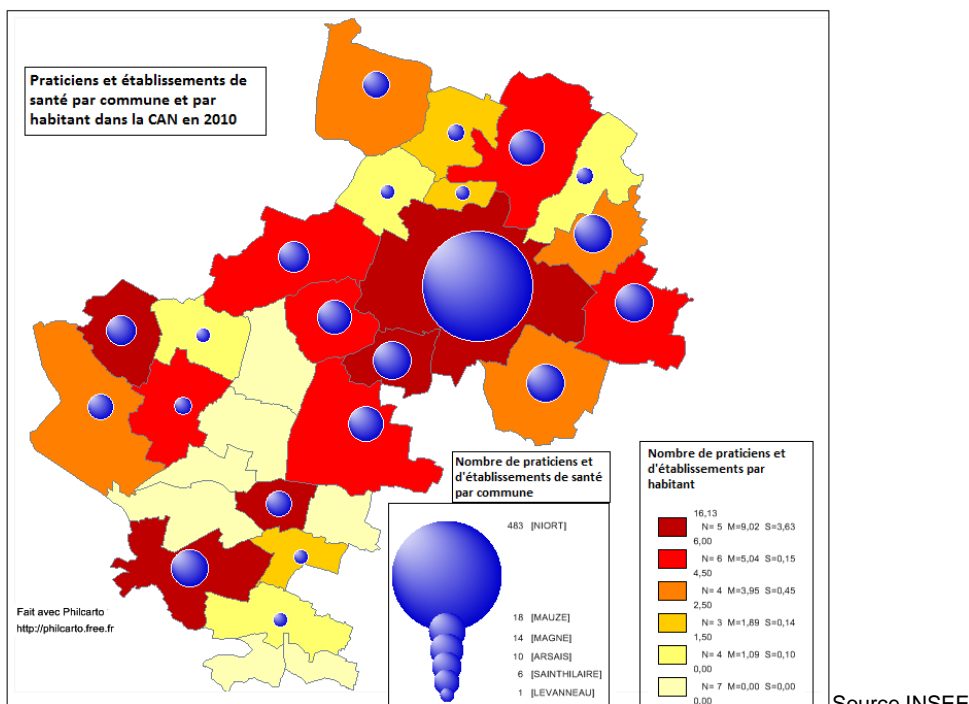 Praticiens et établissements de
santé par commune et par
habitant dans la CAN en 2010
Nombre de praticiens et
d'établissements de santé
par commune
483 [NIORT]
18 [MAUZE]
14 [MAGNE]
10 [ARSAIS]
6 [SAINTHILAIRE]
1 [LEVANNEAU]
Nombre de praticiens et
d'établissements par
habitant
16,13
N= 5 M=9,02 S=3,63
6,00
N= 6 M=5,04 S=0,15
4,50
N= 4 M=3,95 S=0,45
2,50
N= 3 M=1,89 S=0,14
1,50
N= 4 M=1,09 S=0,10
0,00
N= 7 M=0,00 S=0,00
0,00
Fait avec Philcarto
http://philcarto.free.fr
Source INSEE